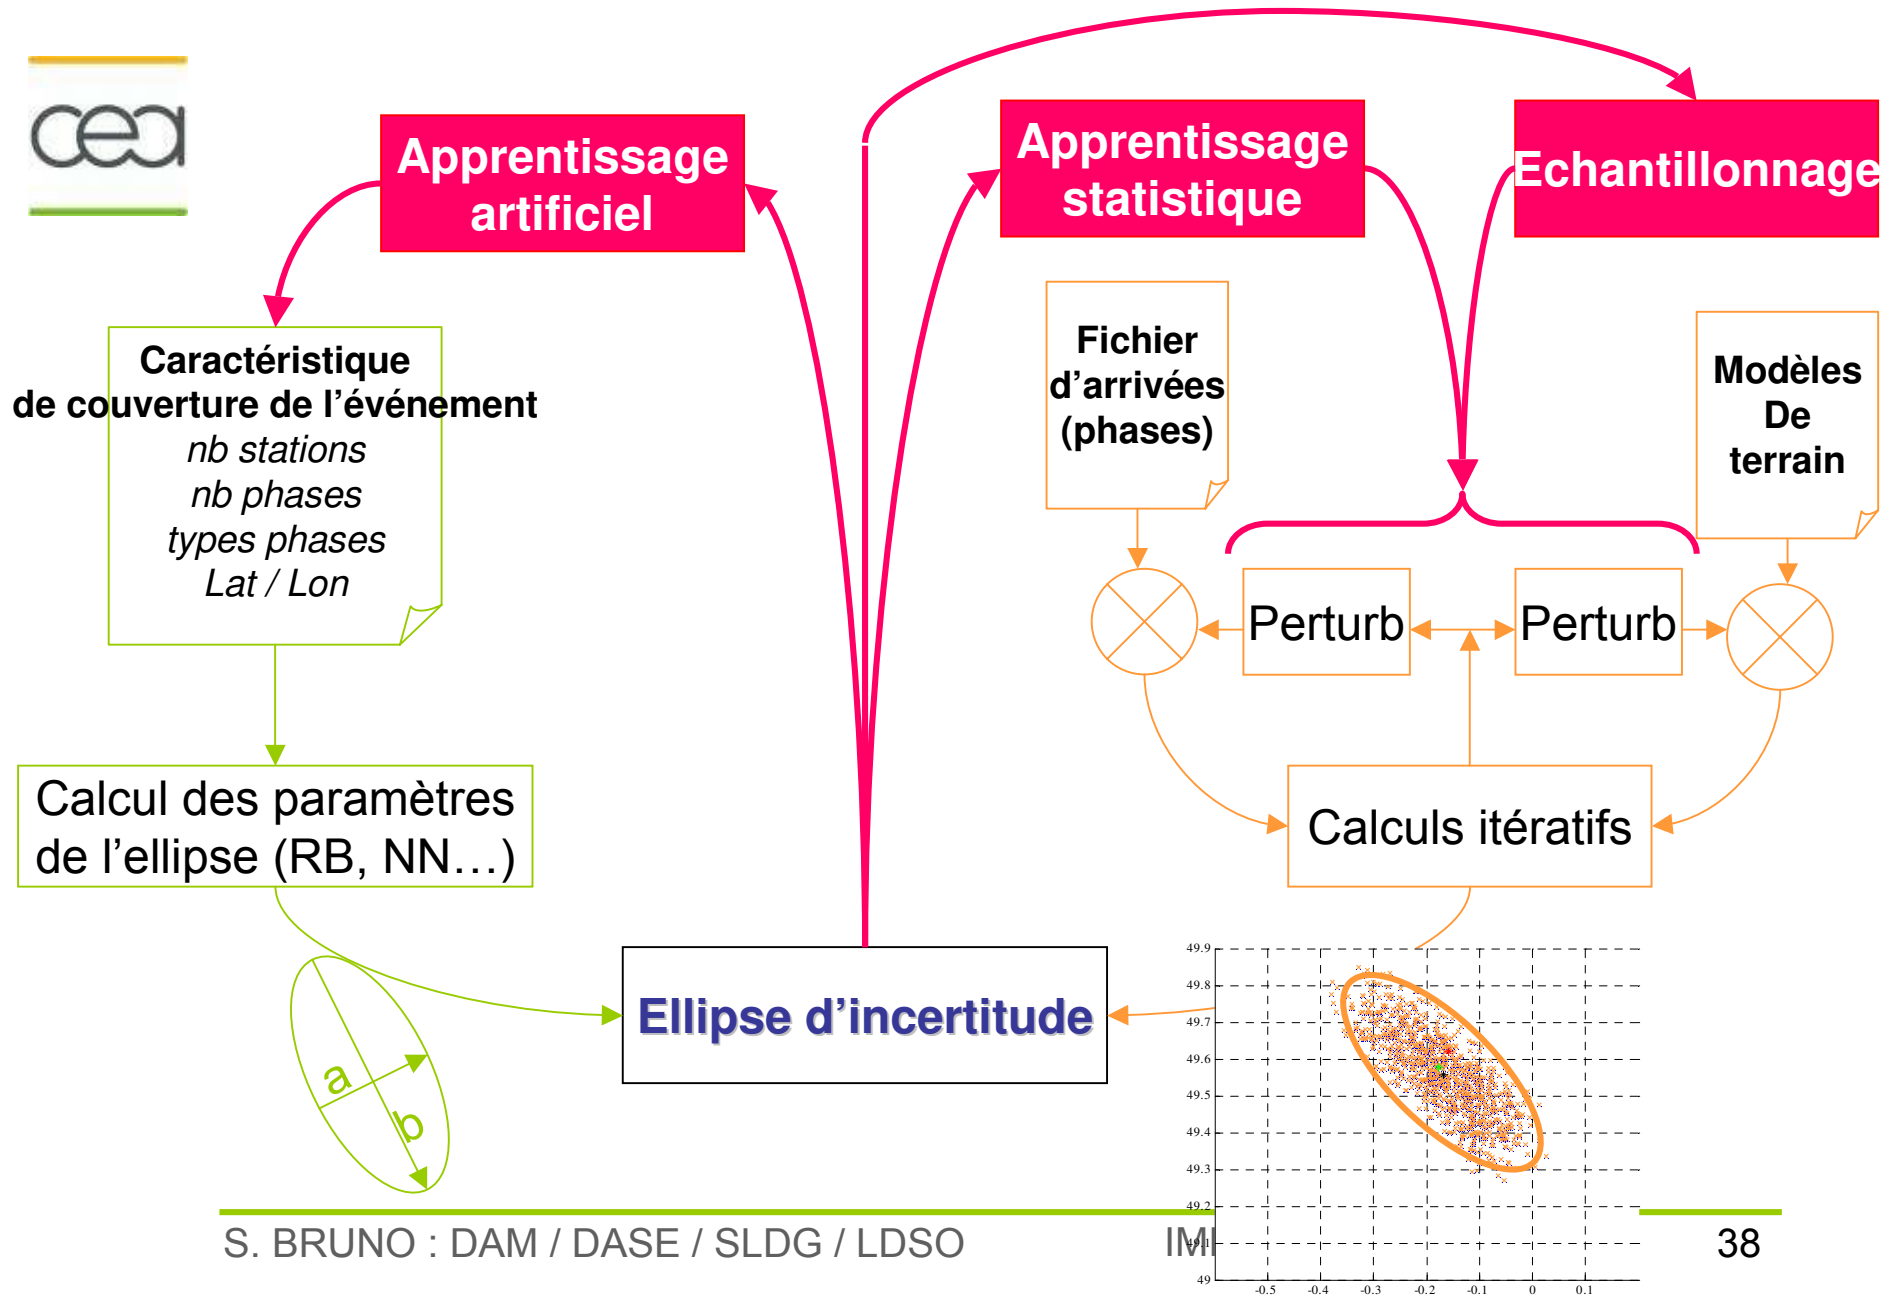 cea
Apprentissage
artificiel
Apprentissage
statistique
Echantillonnage
Caractéristique
de couverture de l’événement
nb stations
nb phases
types phases
Lat / Lon
Fichier
d’arrivées
(phases)
Modèles
De
terrain
Perturb
Perturb
Calcul des paramètres
de l’ellipse (RB, NN…)
Calculs itératifs
Ellipse d’incertitude
a
b
49.9
49.8
49.7
49.6
49.5
49.4
49.3
49.2
49.1
49
-0.5
-0.4
-0.3
-0.2
-0.1
0
0.1
S. BRUNO : DAM / DASE / SLDG / LDSO
38